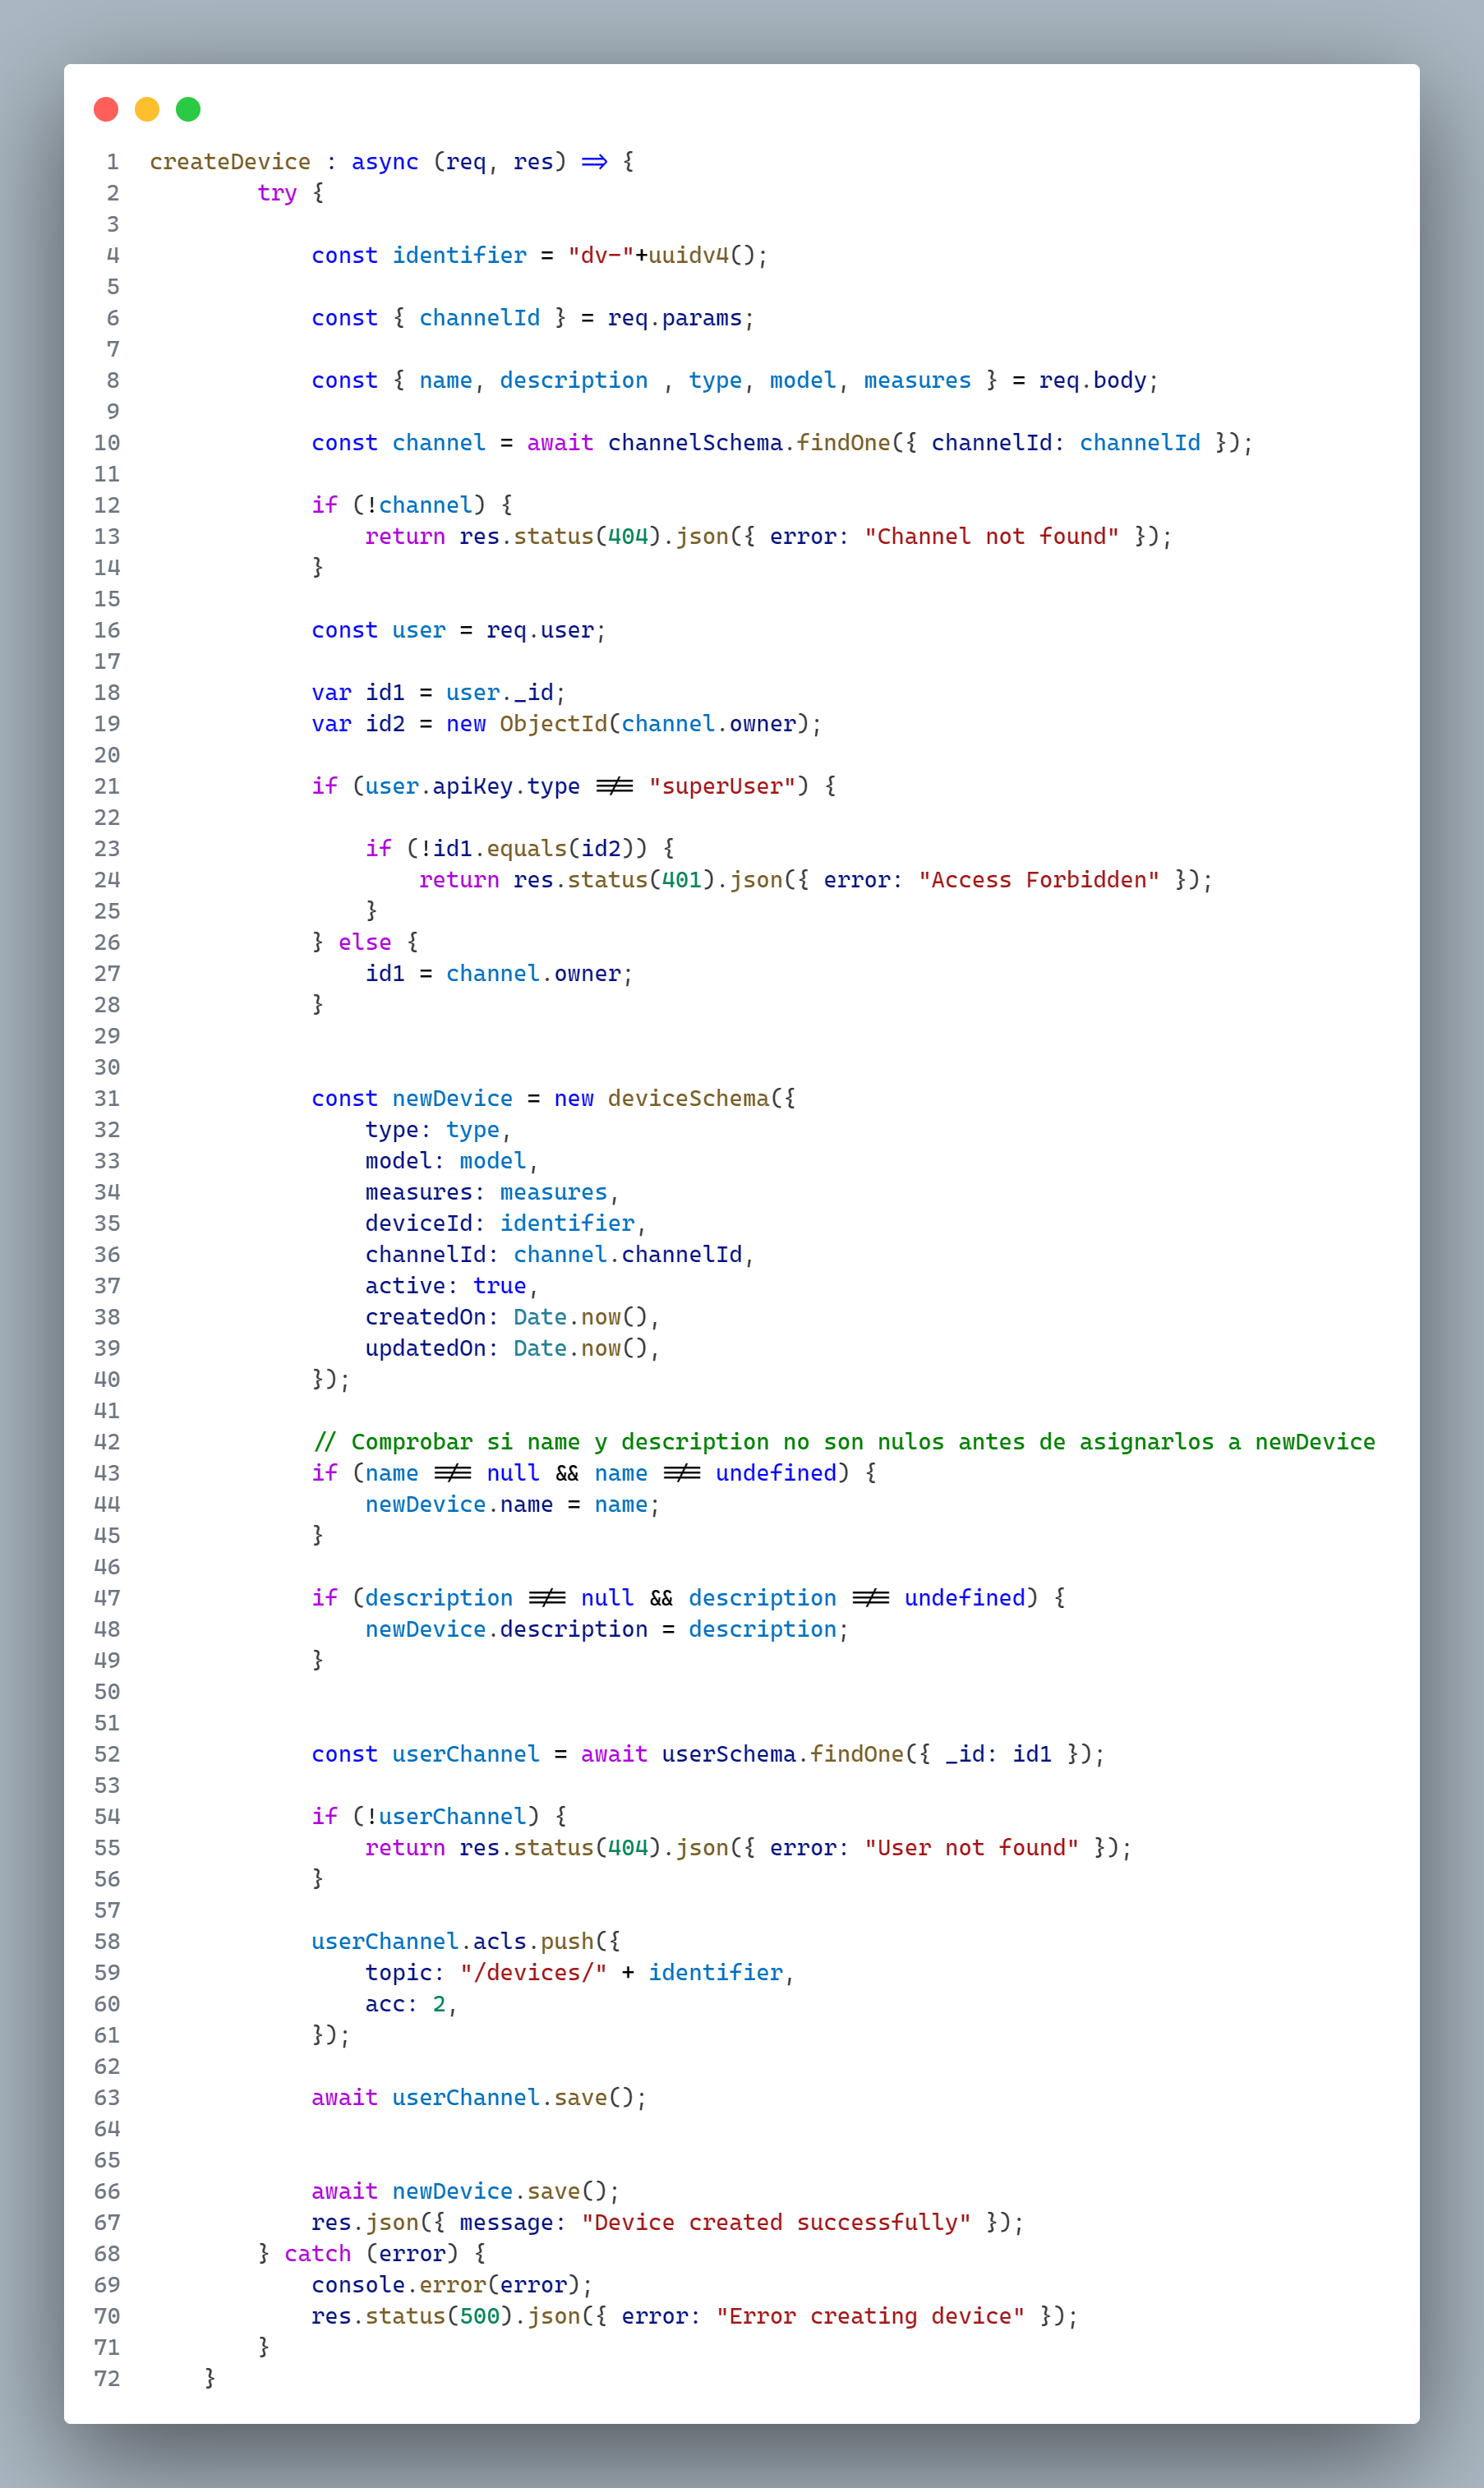 1 createDevice : async (req, res) => {
2         try {
3
4             const identifier = "dv-"+uuidv4();
5
6             const { channelId } = req.params;
7
8             const { name, description , type, model, measures } = req.body;
9
10             const channel = await channelSchema.findOne({ channelId: channelId });
11
12             if (!channel) {
13                 return res.status(404).json({ error: "Channel not found" });
14             }
15
16             const user = req.user;
17
18             var id1 = user._id;
19             var id2 = new ObjectId(channel.owner);
20
21             if (user.apiKey.type !== "superUser") {
22
23                 if (!id1.equals(id2)) {
24                     return res.status(401).json({ error: "Access Forbidden" });
25                 }
26             } else {
27                 id1 = channel.owner;
28             }
29
30
31             const newDevice = new deviceSchema({
32                 type: type,
33                 model: model,
34                 measures: measures,
35                 deviceId: identifier,
36                 channelId: channel.channelId,
37                 active: true,
38                 createdOn: Date.now(),
39                 updatedOn: Date.now(),
40             });
41
42             // Comprobar si name y description no son nulos antes de asignarlos a newDevice
43             if (name !== null && name !== undefined) {
44                 newDevice.name = name;
45             }
46
47             if (description !== null && description !== undefined) {
48                 newDevice.description = description;
49             }
50
51
52             const userChannel = await userSchema.findOne({ _id: id1 });
53
54             if (!userChannel) {
55                 return res.status(404).json({ error: "User not found" });
56             }
57
58             userChannel.acls.push({
59                 topic: "/devices/" + identifier,
60                 acc: 2,
61             });
62
63             await userChannel.save();
64
65
66             await newDevice.save();
67             res.json({ message: "Device created successfully" });
68         } catch (error) {
69             console.error(error);
70             res.status(500).json({ error: "Error creating device" });
71         }
72     }